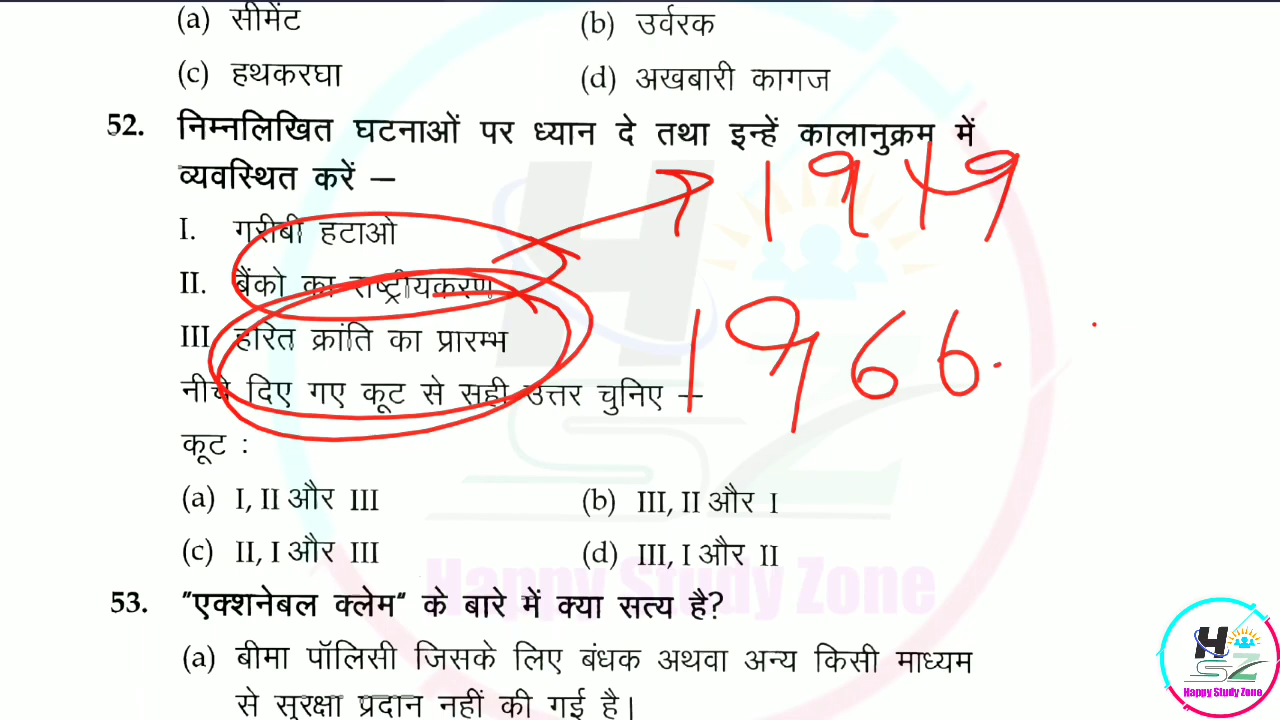 (a) सीमेंट (b) उर्वरक
(c) हथकरघा (d) अखबारी कागज
52. निम्नलिखित घटनाओं पर ध्यान दे तथा इन्हें कालानुक्रम में
व्यवस्थित करें –
1949
I. गरीबी हटाओ
II. बैंको का राष्ट्रीयकरण
III. हरित क्रांति का प्रारम्भ
1966.
नीचे दिए गए कूट से सही उत्तर चुनिए –
कूट :
(a) I, II और III (b) III, II और I
(c) II, I और III (d) III, I और II
Happy Study Zone
53. "एक्शनेबल क्लेम" के बारे में क्या सत्य है?
(a) बीमा पॉलिसी जिसके लिए बंधक अथवा अन्य किसी माध्यम
से सुरक्षा प्रदान नहीं की गई है।
HSZ
Happy Study Zone